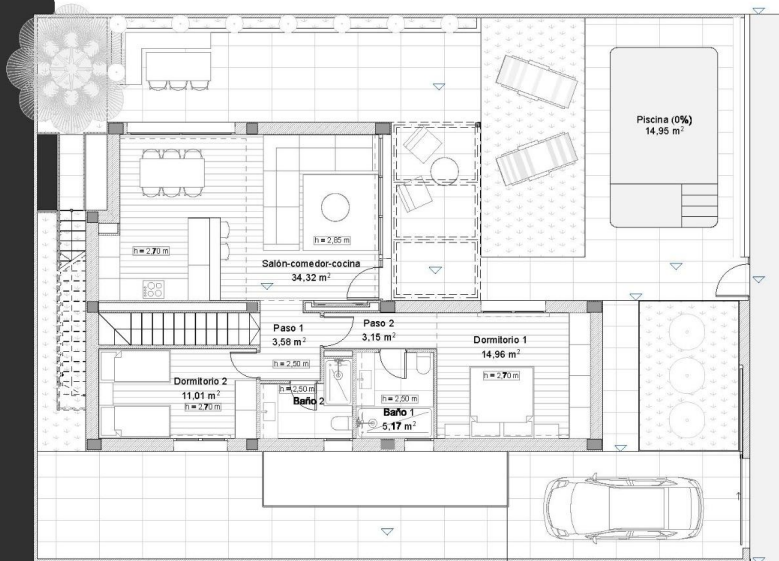 Piscina (0%)
14,95 m²
h = 2,70 m
h = 2,65 m
Salón-comedor-cocina
34,32 m²
Paso 1
3,58 m²
h = 2,50 m
Paso 2
3,15 m²
Dormitorio 1
14,96 m²
h = 2,70 m
Dormitorio 2
11,01 m²
h = 2,70 m
h = 2,50 m
Baño 2
h = 2,50 m
Baño 1
5,17 m²